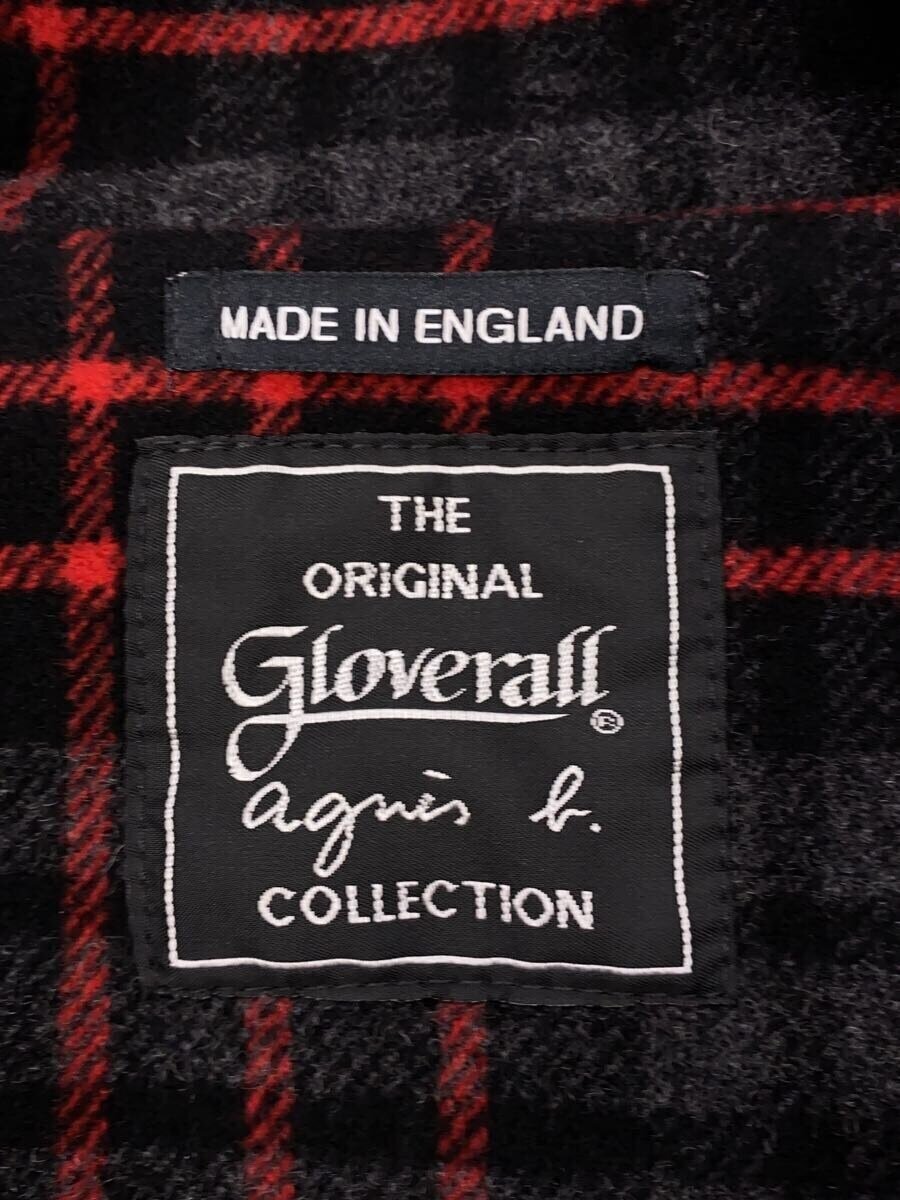 MADE IN ENGLAND
THE
ORIGINAL
Gloverall ®
agnès b.
COLLECTION